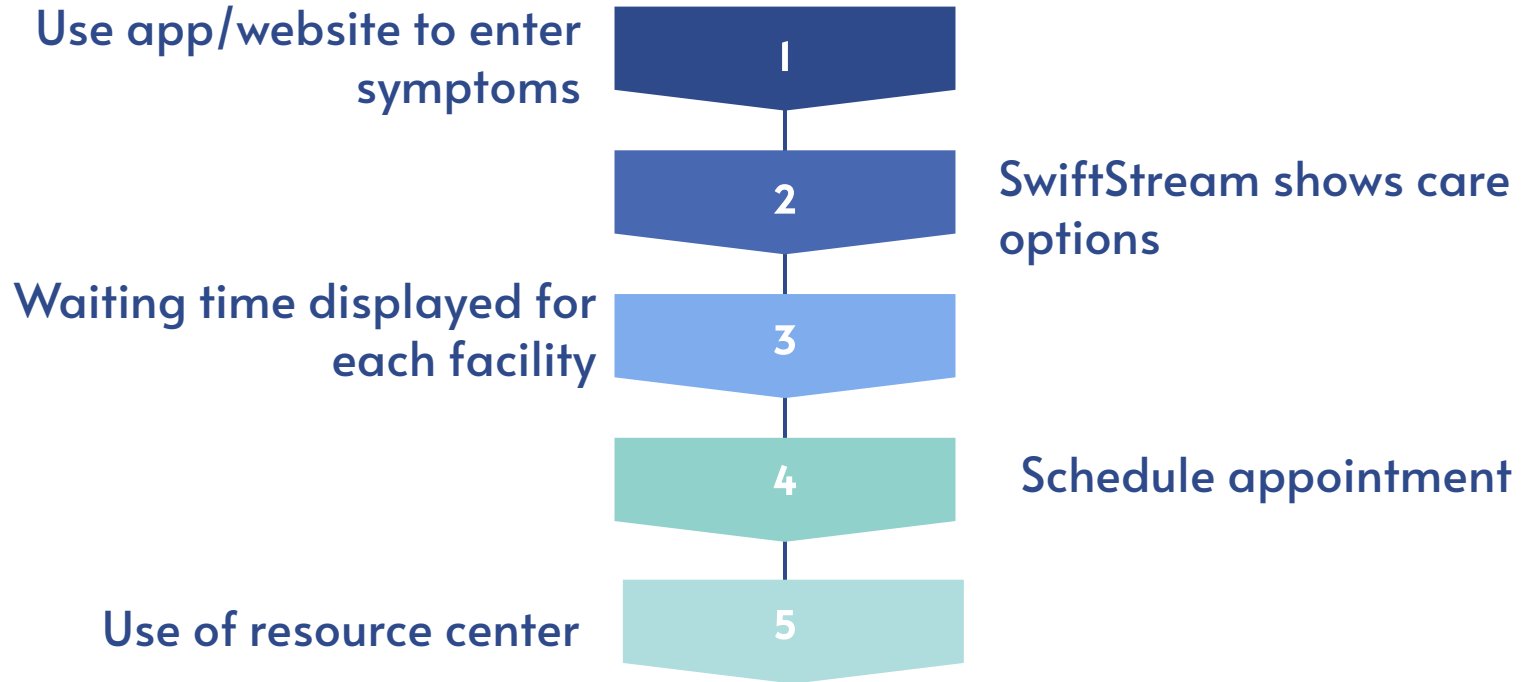 Use app/website to enter
symptoms
1
2
SwiftStream shows care
options
Waiting time displayed for
each facility
3
4
Schedule appointment
Use of resource center
5